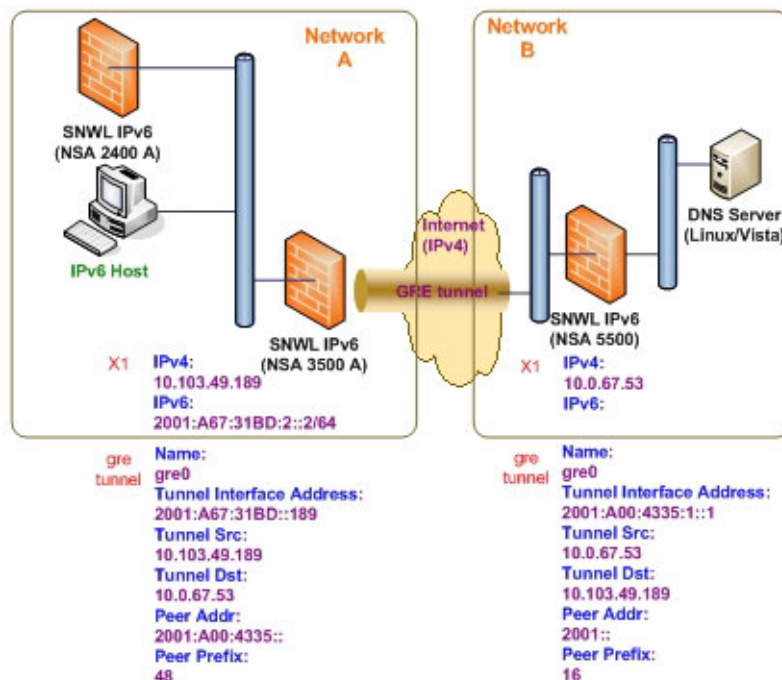 Network
A
SNWL IPv6
(NSA 2400 A)
IPv6 Host
SNWL IPv6
(NSA 3500 A)
X1
IPv4:
10.103.49.189
IPv6:
2001:A67:31BD:2::2/64
Internet
(IPv4)
GRE tunnel
Network
B
DNS Server
(Linux/Vista)
SNWL IPv6
(NSA 5500)
X1
IPv4:
10.0.67.53
IPv6:
gre
tunnel
Name:
gre0
Tunnel Interface Address:
2001:A67:31BD::189
Tunnel Src:
10.103.49.189
Tunnel Dst:
10.0.67.53
Peer Addr:
2001:A00:4335::
Peer Prefix:
48
gre
tunnel
Name:
gre0
Tunnel Interface Address:
2001:A00:4335:1::1
Tunnel Src:
10.0.67.53
Tunnel Dst:
10.103.49.189
Peer Addr:
2001::
Peer Prefix:
16